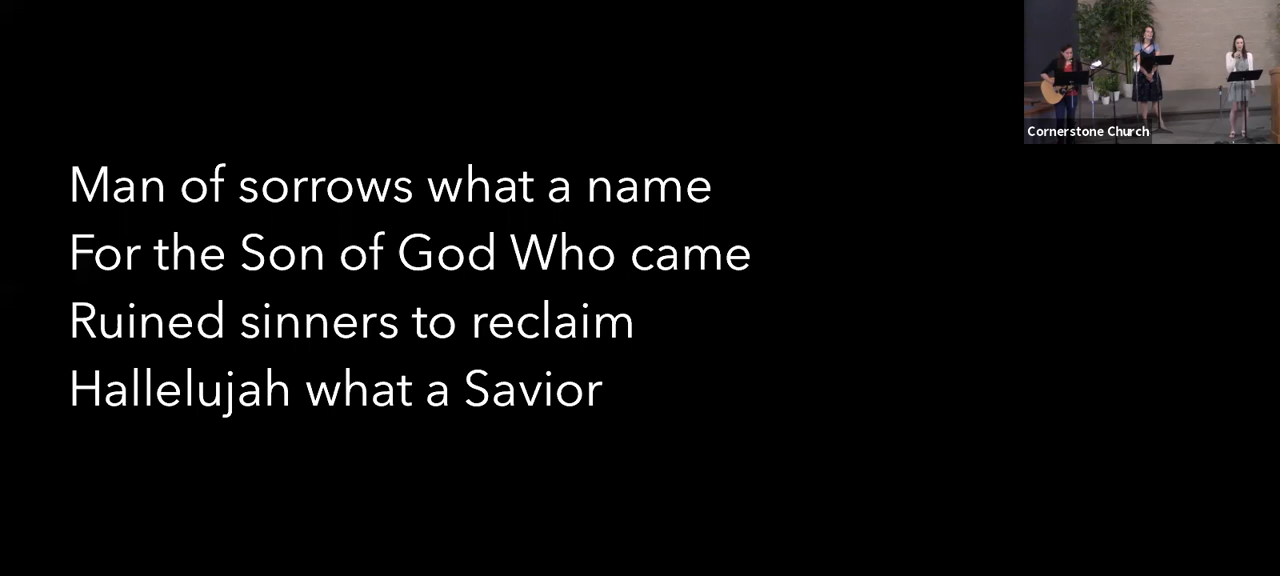 Cornerstone Church
Man of sorrows what a name
For the Son of God Who came
Ruined sinners to reclaim
Hallelujah what a Savior